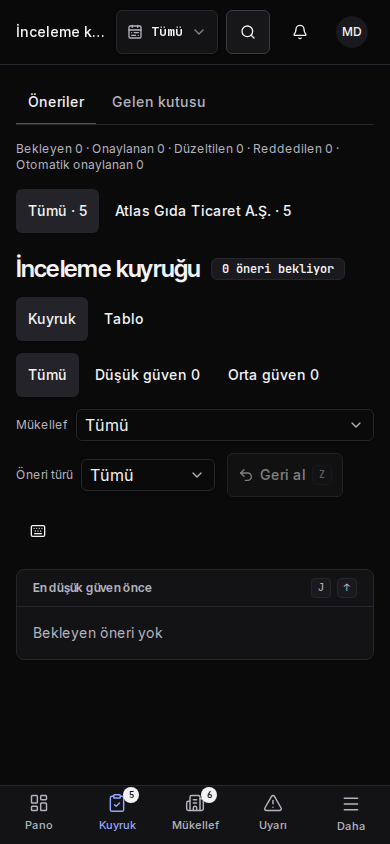 İnceleme k...
Tümü
MD
Öneriler
Gelen kutusu
Bekleyen 0 · Onaylanan 0 · Düzeltilen 0 · Reddedilen 0 ·
Otomatik onaylanan 0
Tümü · 5
Atlas Gıda Ticaret A.Ş. · 5
İnceleme kuyruğu
0 öneri bekliyor
Kuyruk
Tablo
Tümü
Düşük güven 0
Orta güven 0
Mükellef
Tümü
Öneri türü
Tümü
Geri al
Z
En düşük güven önce
J
↑
Bekleyen öneri yok
5
6
Pano
Kuyruk
Mükellef
Uyarı
Daha